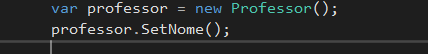 var professor = new Professor();
professor.SetNome();